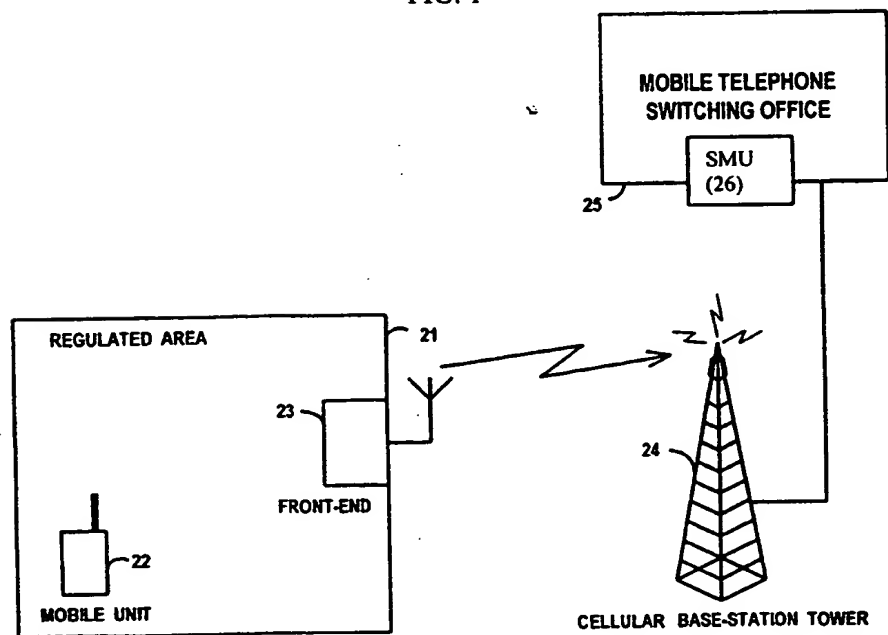 MOBILE TELEPHONE
SWITCHING OFFICE
SMU
(26)
25
REGULATED AREA
21
23
24
FRONT-END
22
MOBILE UNIT
CELLULAR BASE-STATION TOWER